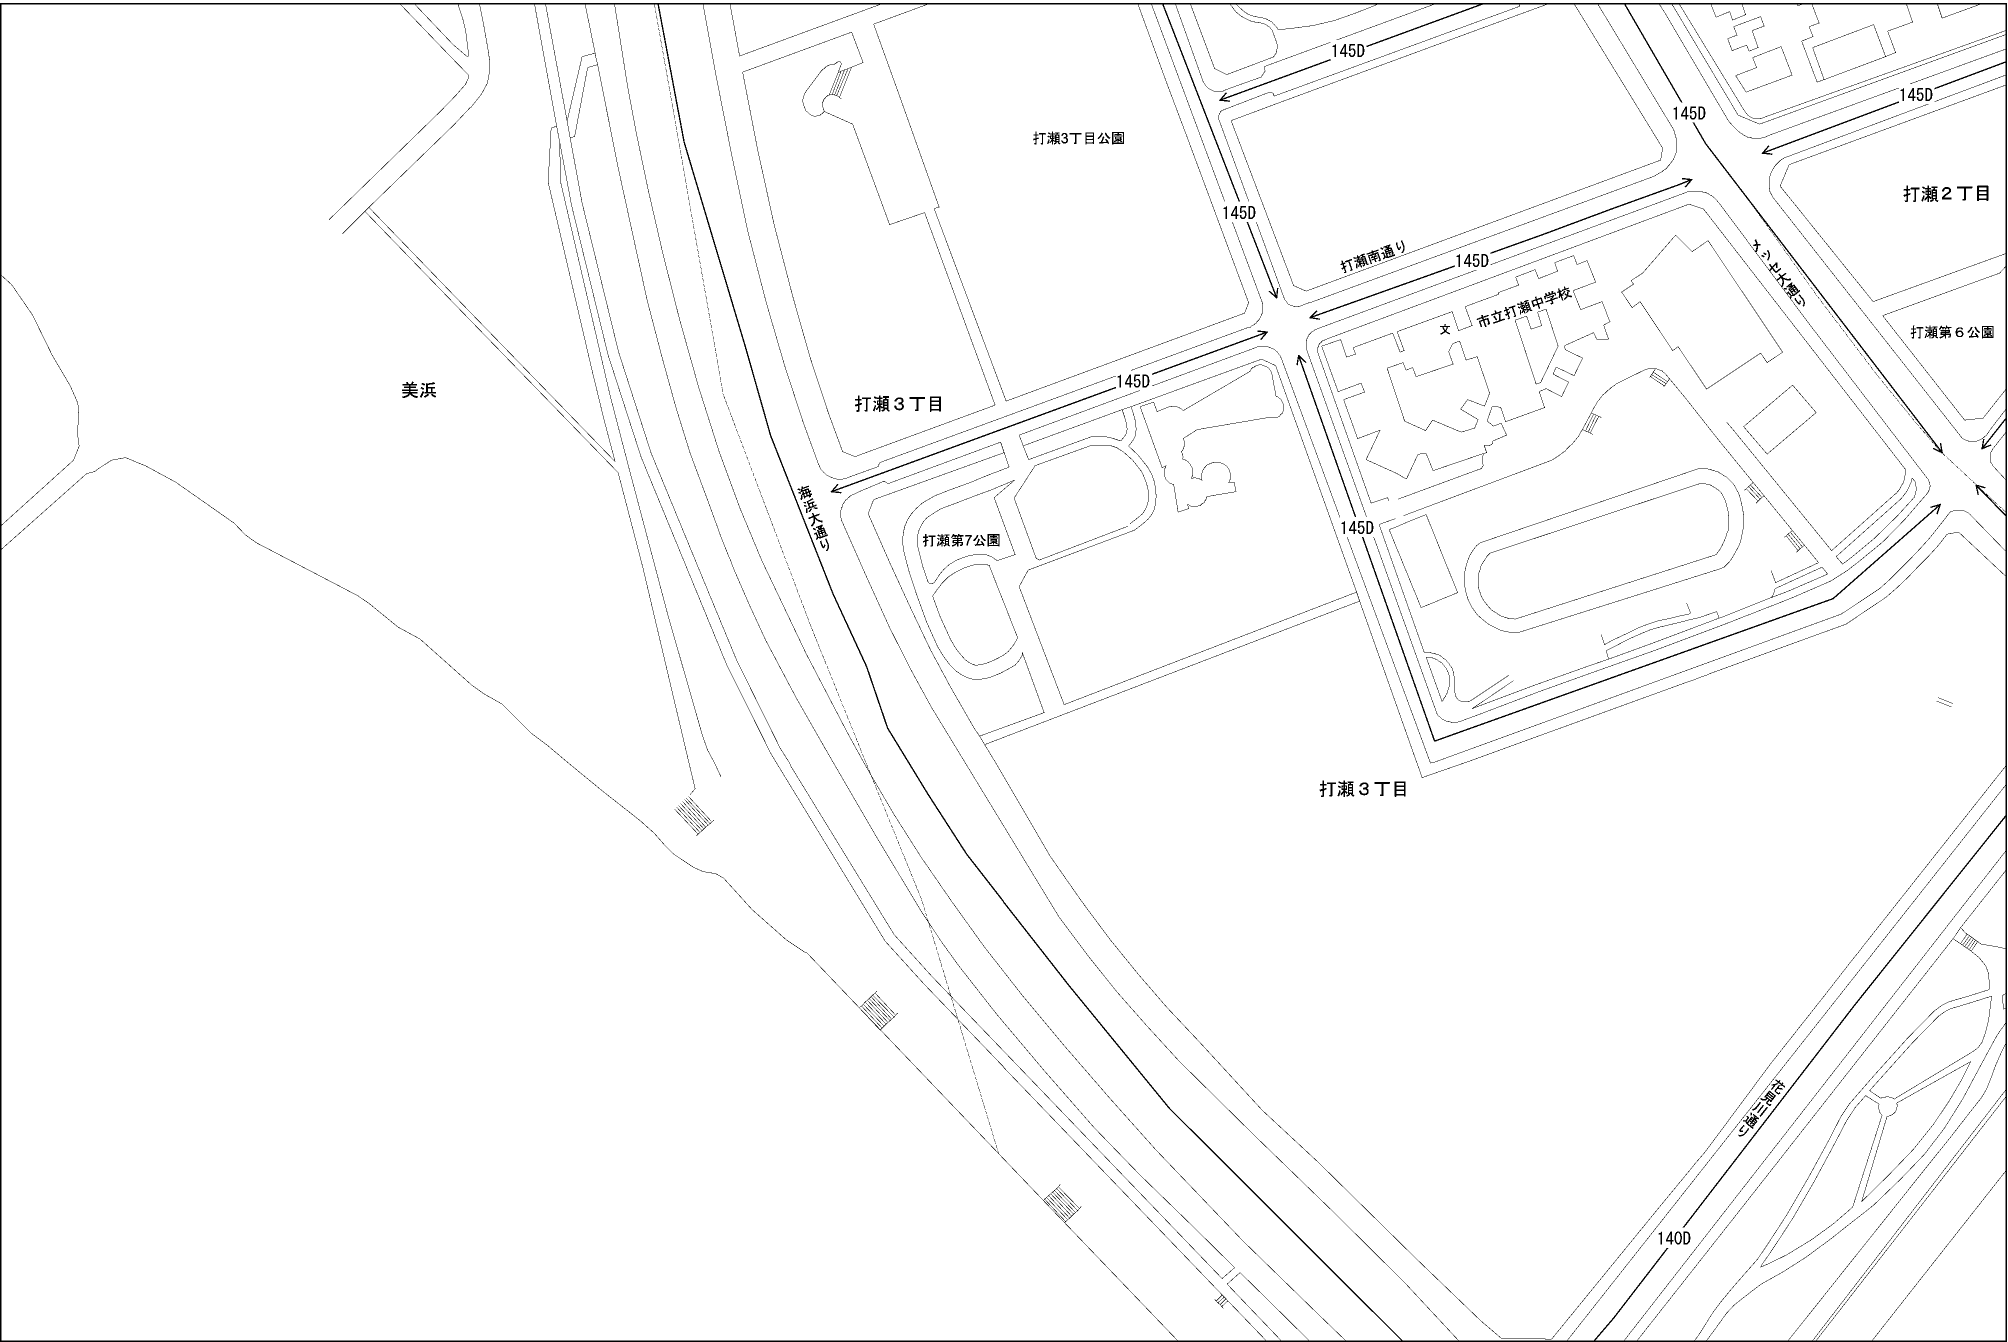 145D
145D
145D
打瀬3丁目公園
打瀬２丁目
145D
打瀬南通り
145D
メッセ大通り
市立打瀬中学校
文
打瀬第６公園
145D
美浜
打瀬３丁目
海浜大通り
145D
打瀬第7公園
打瀬３丁目
花見川通り
140D